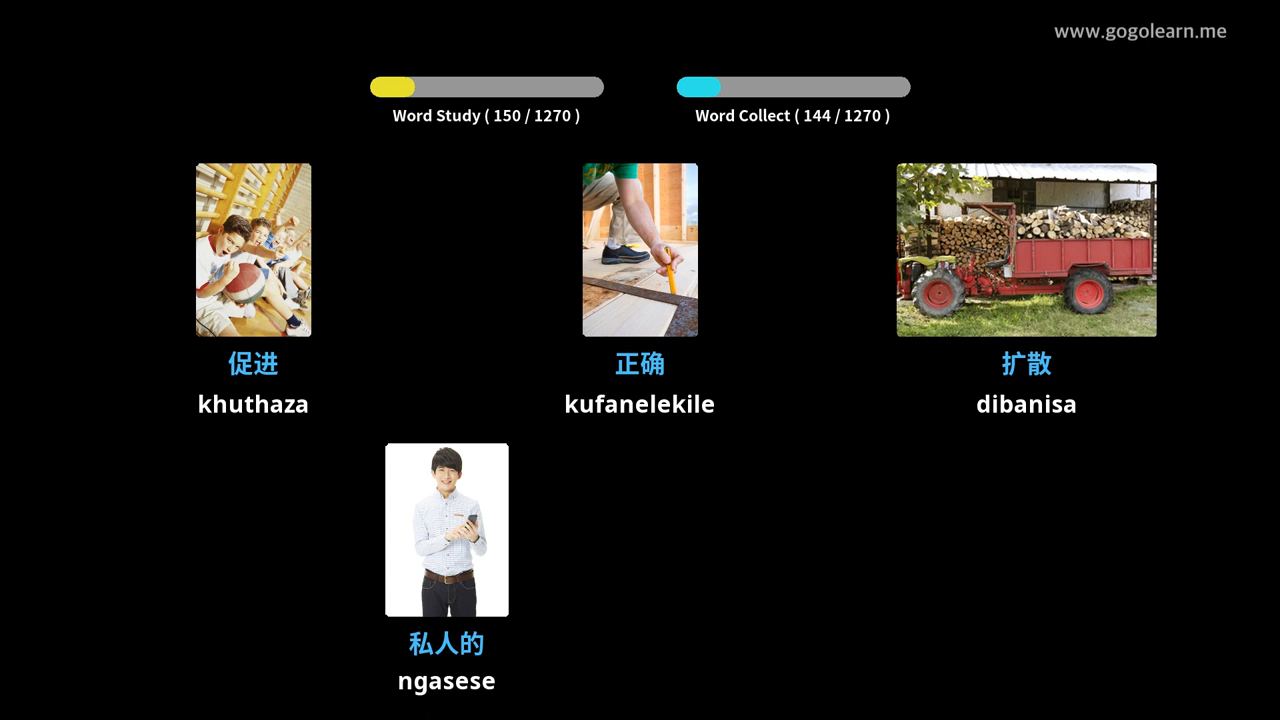 www.gogolearn.me
Word Study ( 150 / 1270 )
Word Collect ( 144 / 1270 )
促进
khuthaza
正确
kufanelekile
扩散
dibanisa
私人的
ngasese